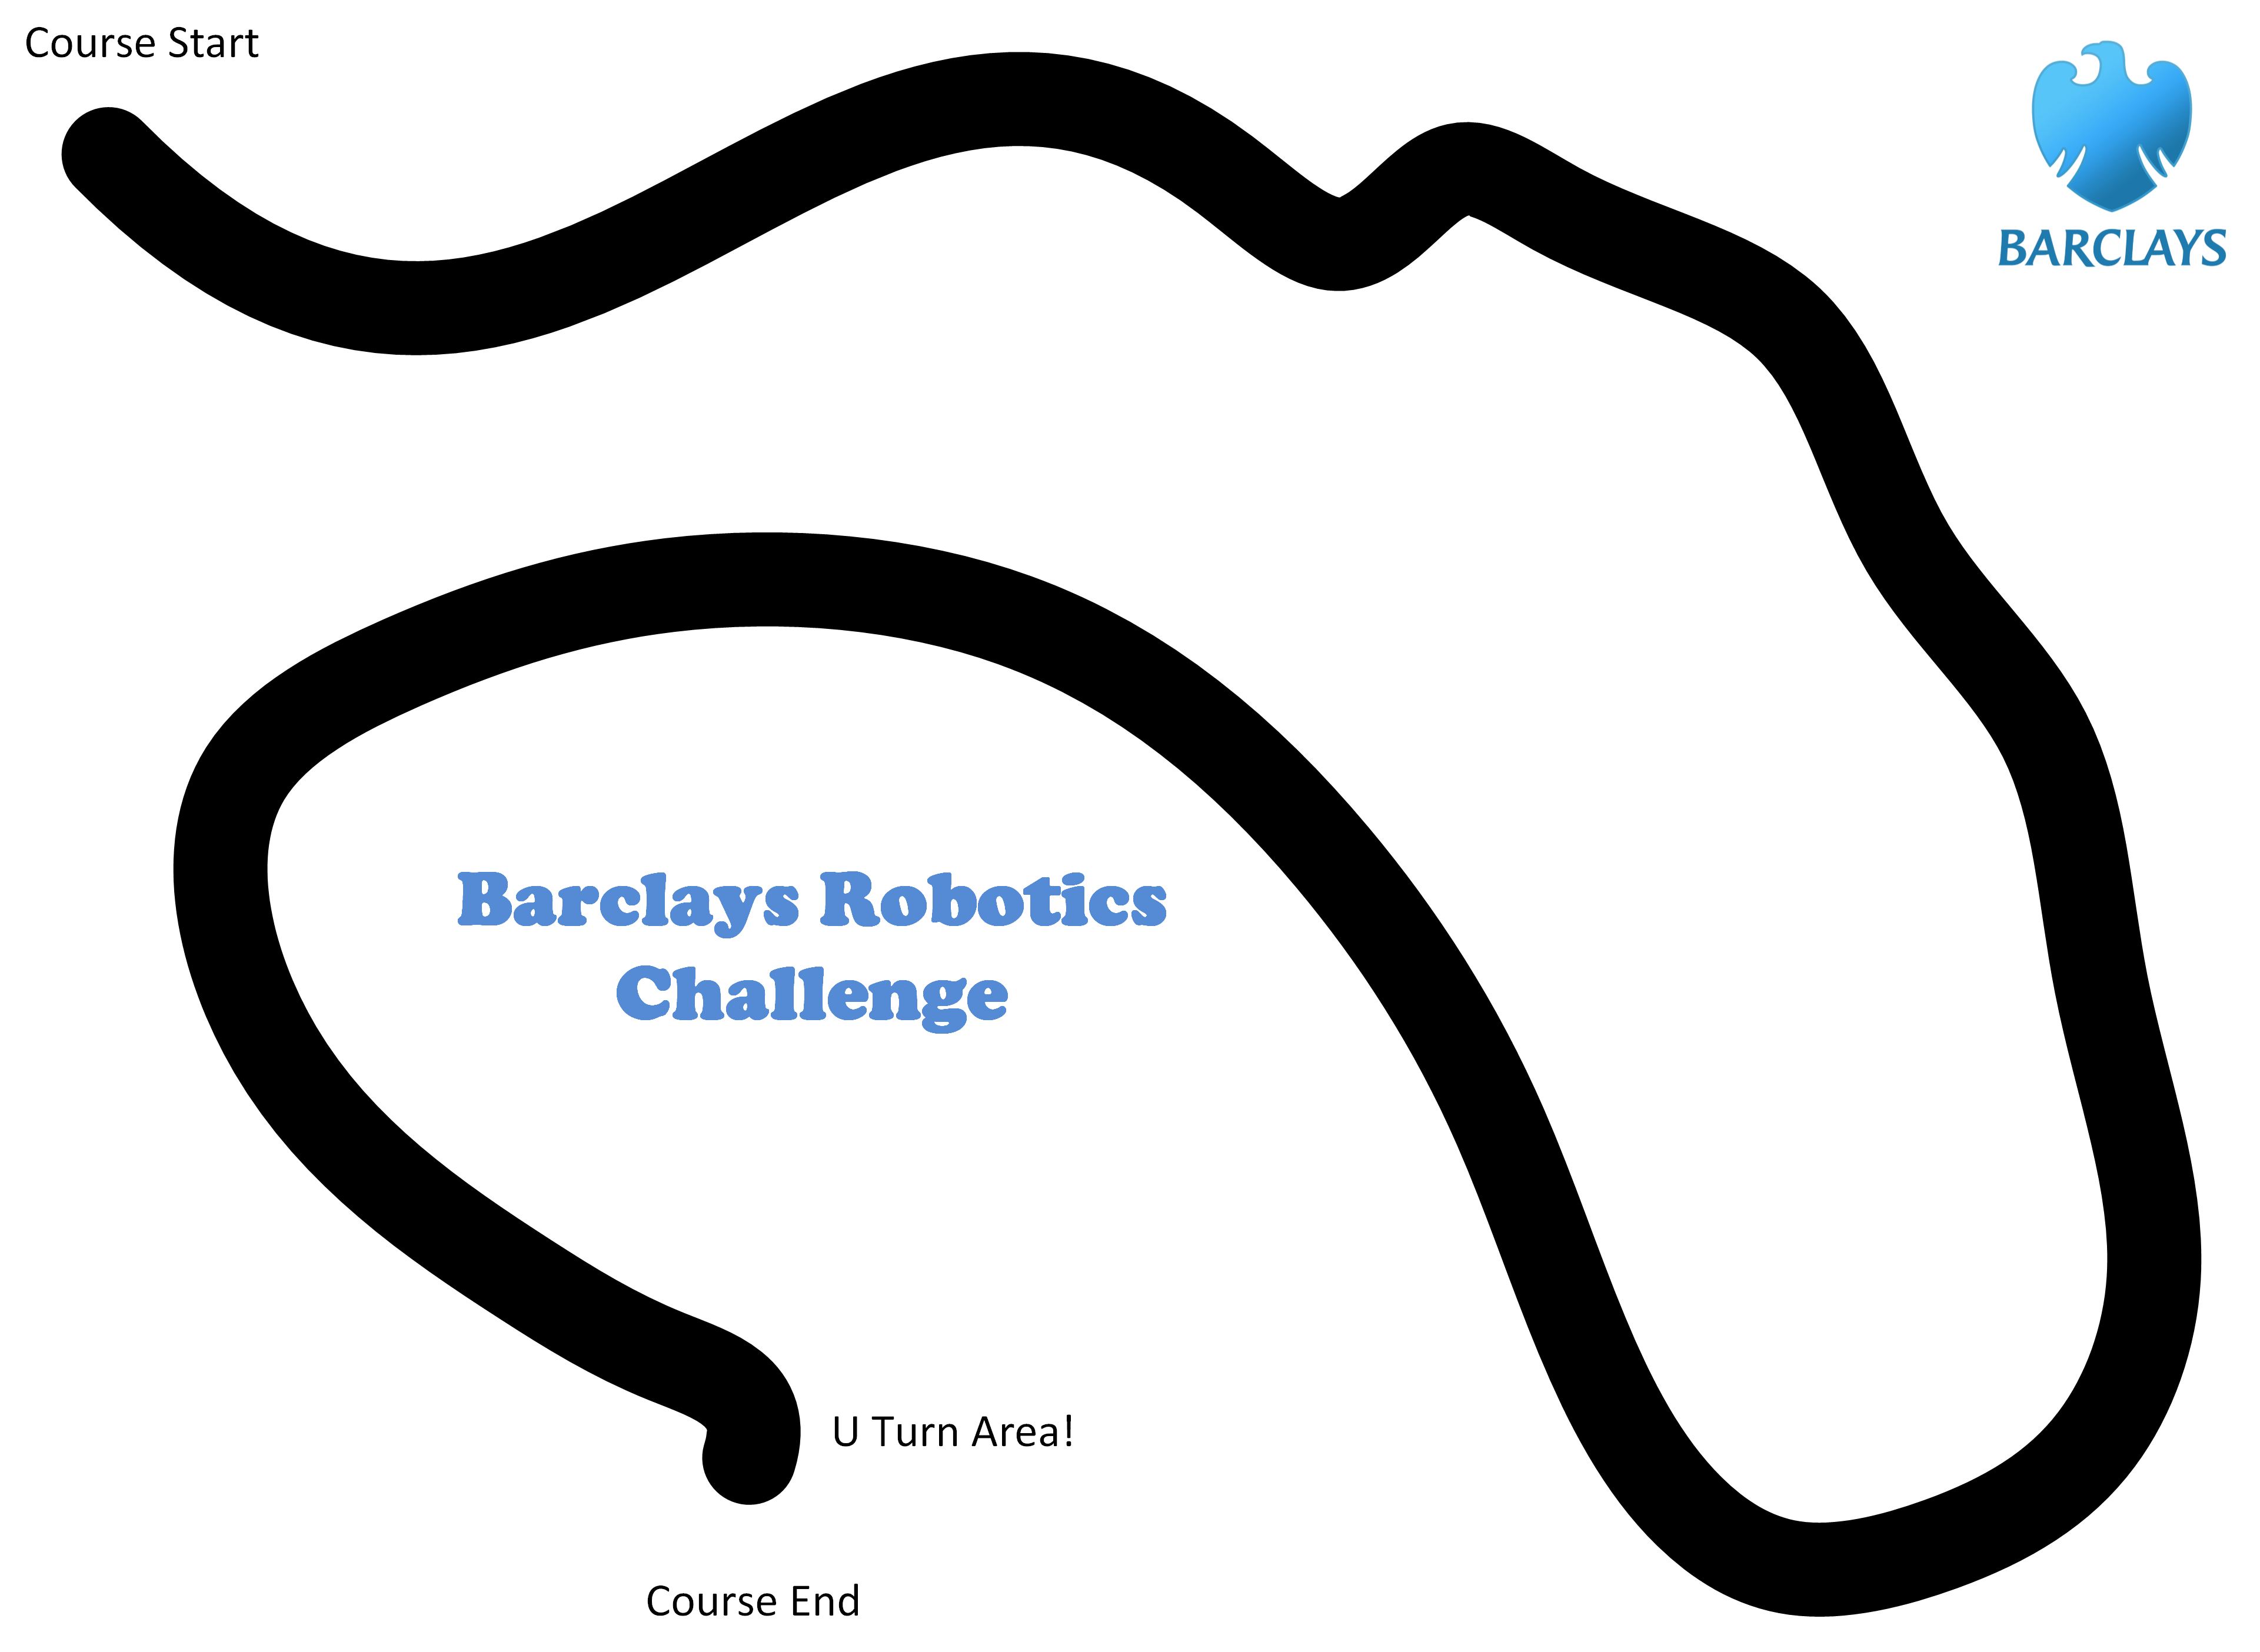 Course Start
BARCLAYS
Barclays Robotics
Challenge
U Turn Area!
Course End